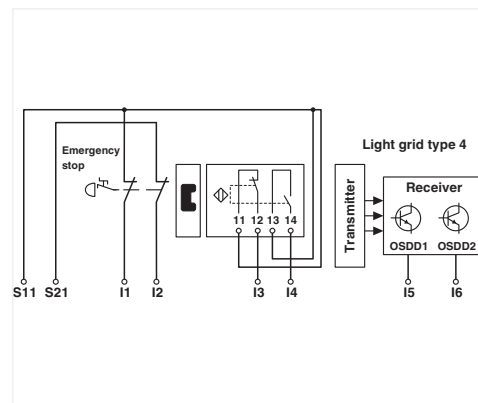 Emergency
stop
Light grid type 4
Transmitter
Receiver
11 12 13 14
OSDD1 OSDD2
S11 S21 I1 I2 I3 I4 I5 I6